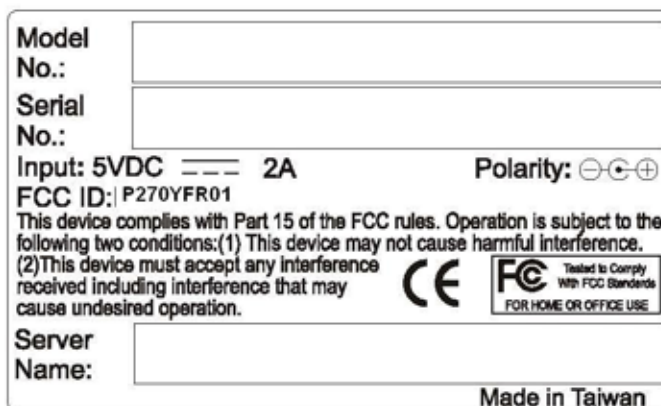 Model
No.:
Serial
No.:
Input: 5VDC 2A Polarity:
FCC ID: P270YFR01
This device complies with Part 15 of the FCC rules. Operation is subject to the
following two conditions:(1) This device may not cause harmful interference.
(2)This device must accept any interference
received including interference that may
cause undesired operation.
CE
FC Tested to Comply
With FCC Standards
FOR HOME OR OFFICE USE
Server
Name:
Made in Taiwan